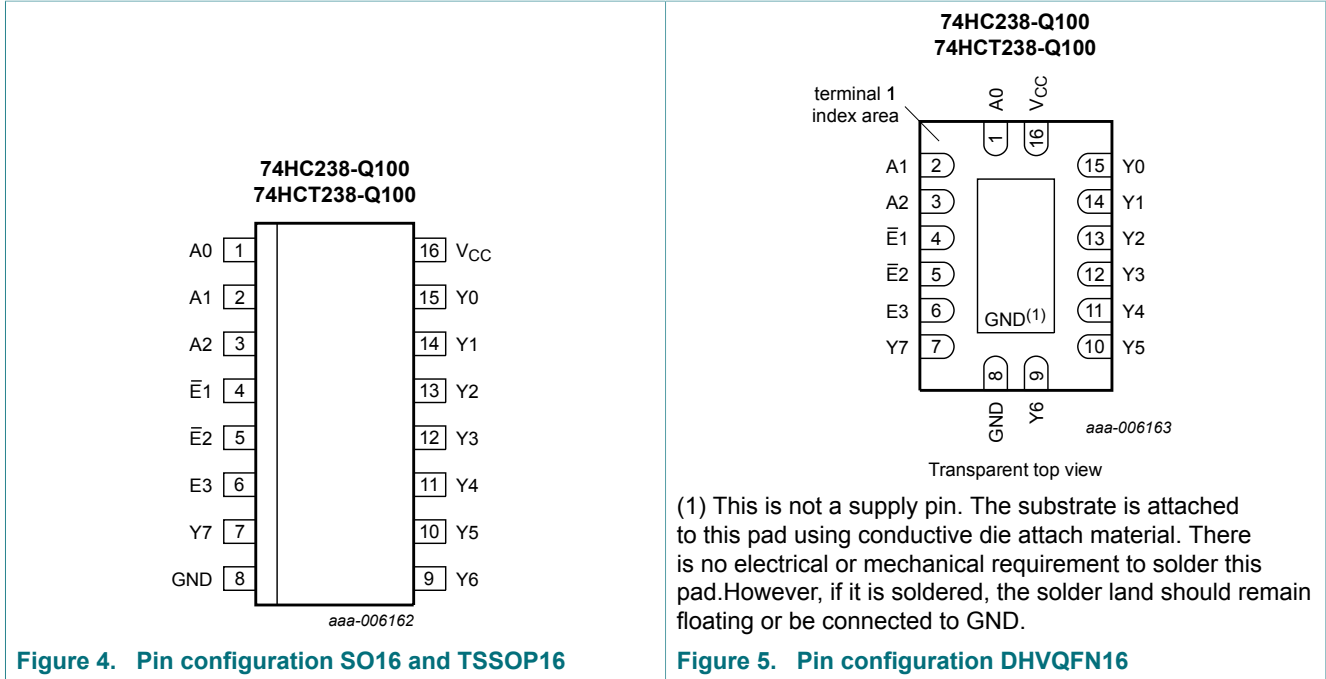 74HC238-Q100
74HCT238-Q100
A0 1
16 VCC
A1 2
15 Y0
A2 3
14 Y1
E̅1 4
13 Y2
E̅2 5
12 Y3
E3 6
11 Y4
Y7 7
10 Y5
GND 8
9 Y6
aaa-006162
Figure 4. Pin configuration SO16 and TSSOP16
74HC238-Q100
74HCT238-Q100
terminal 1
index area
A0
VCC
1
16
A1 2
15 Y0
A2 3
14 Y1
E̅1 4
13 Y2
E̅2 5
12 Y3
E3 6
11 Y4
GND(1)
Y7 7
10 Y5
8
9
GND
Y6
aaa-006163
Transparent top view
(1) This is not a supply pin. The substrate is attached
to this pad using conductive die attach material. There
is no electrical or mechanical requirement to solder this
pad.However, if it is soldered, the solder land should remain
floating or be connected to GND.
Figure 5. Pin configuration DHVQFN16